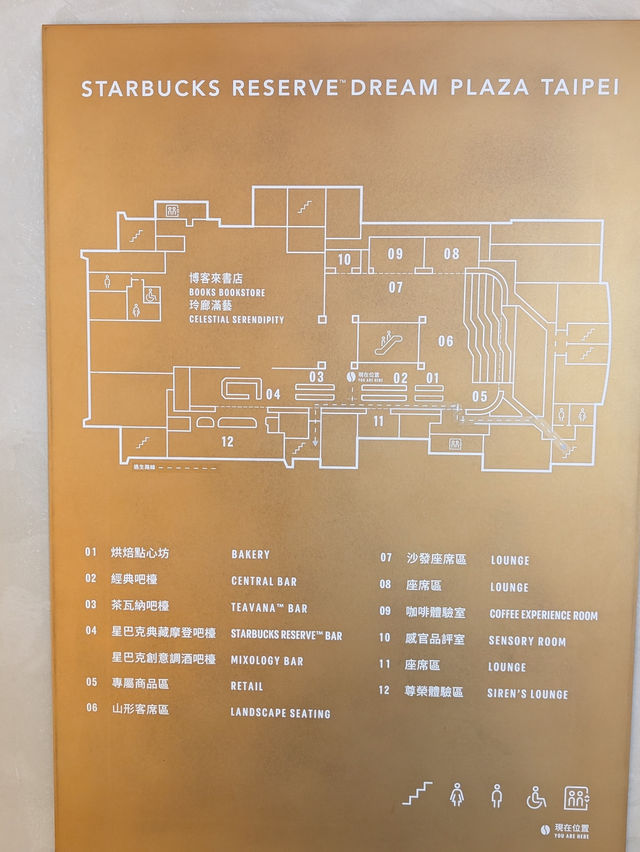 STARBUCKS RESERVE™ DREAM PLAZA TAIPEI
博客來書店
BOOKS BOOKSTORE
玲廊滿藝
CELESTIAL SERENDIPITY
10
09
08
07
06
現在位置
YOU ARE HERE
03
02
01
04
05
11
12
逃生路線
01 烘焙點心坊 BAKERY
02 經典吧檯 CENTRAL BAR
03 茶瓦納吧檯 TEAVANA™ BAR
04 星巴克典藏摩登吧檯 STARBUCKS RESERVE™ BAR
星巴克創意調酒吧檯 MIXOLOGY BAR
05 專屬商品區 RETAIL
06 山形客席區 LANDSCAPE SEATING
07 沙發座席區 LOUNGE
08 座席區 LOUNGE
09 咖啡體驗室 COFFEE EXPERIENCE ROOM
10 感官品評室 SENSORY ROOM
11 座席區 LOUNGE
12 尊榮體驗區 SIREN'S LOUNGE
現在位置
YOU ARE HERE